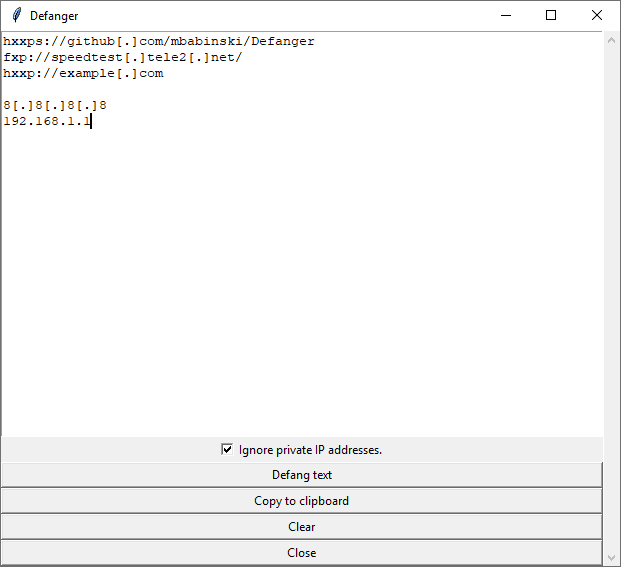 Defanger
hxxps://github[.]com/mbabinski/Defanger
fxp://speedtest[.]tele2[.]net/
hxxp://example[.]com

8[.]8[.]8[.]8
192.168.1.1
Ignore private IP addresses.
Defang text
Copy to clipboard
Clear
Close